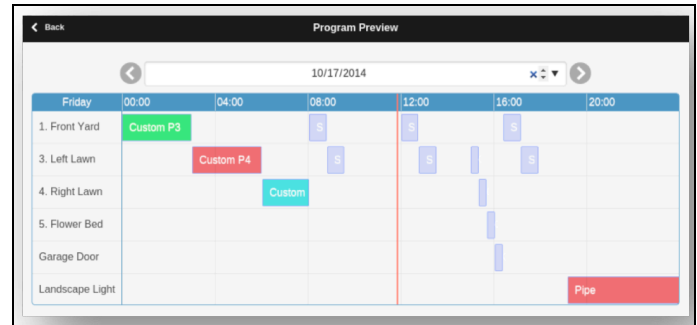 Back Program Preview
10/17/2014
Friday 00:00 04:00 08:00 12:00 16:00 20:00
1. Front Yard Custom P3 S S S
3. Left Lawn Custom P4 S S S
4. Right Lawn Custom
5. Flower Bed
Garage Door
Landscape Light Pipe